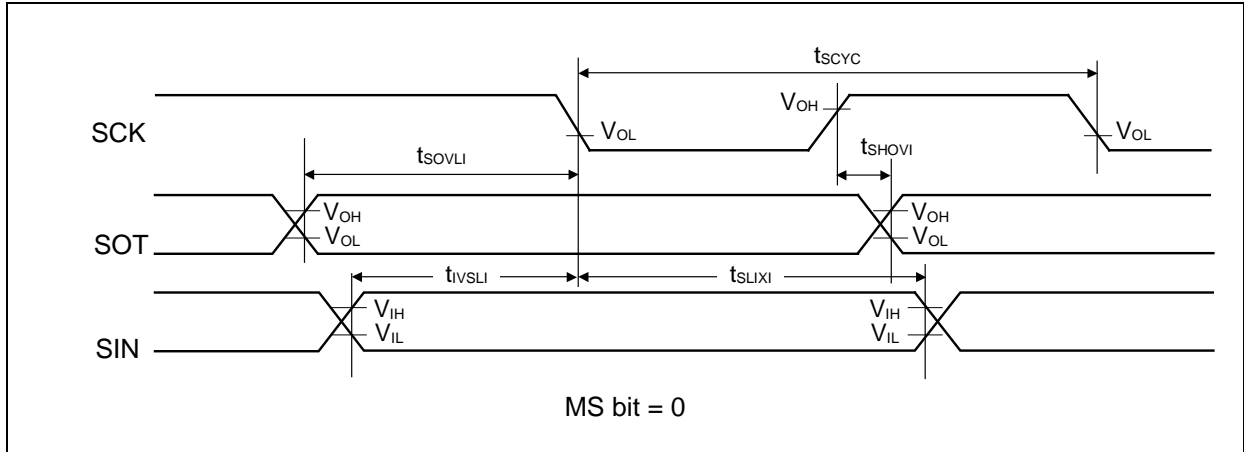 tSCYC
SCK
VOL
VOH
VOL
tSOVLI
tSHOVI
SOT
VOH
VOL
VOH
VOL
tIVSLI
tSLIXI
SIN
VIH
VIL
VIH
VIL
MS bit = 0